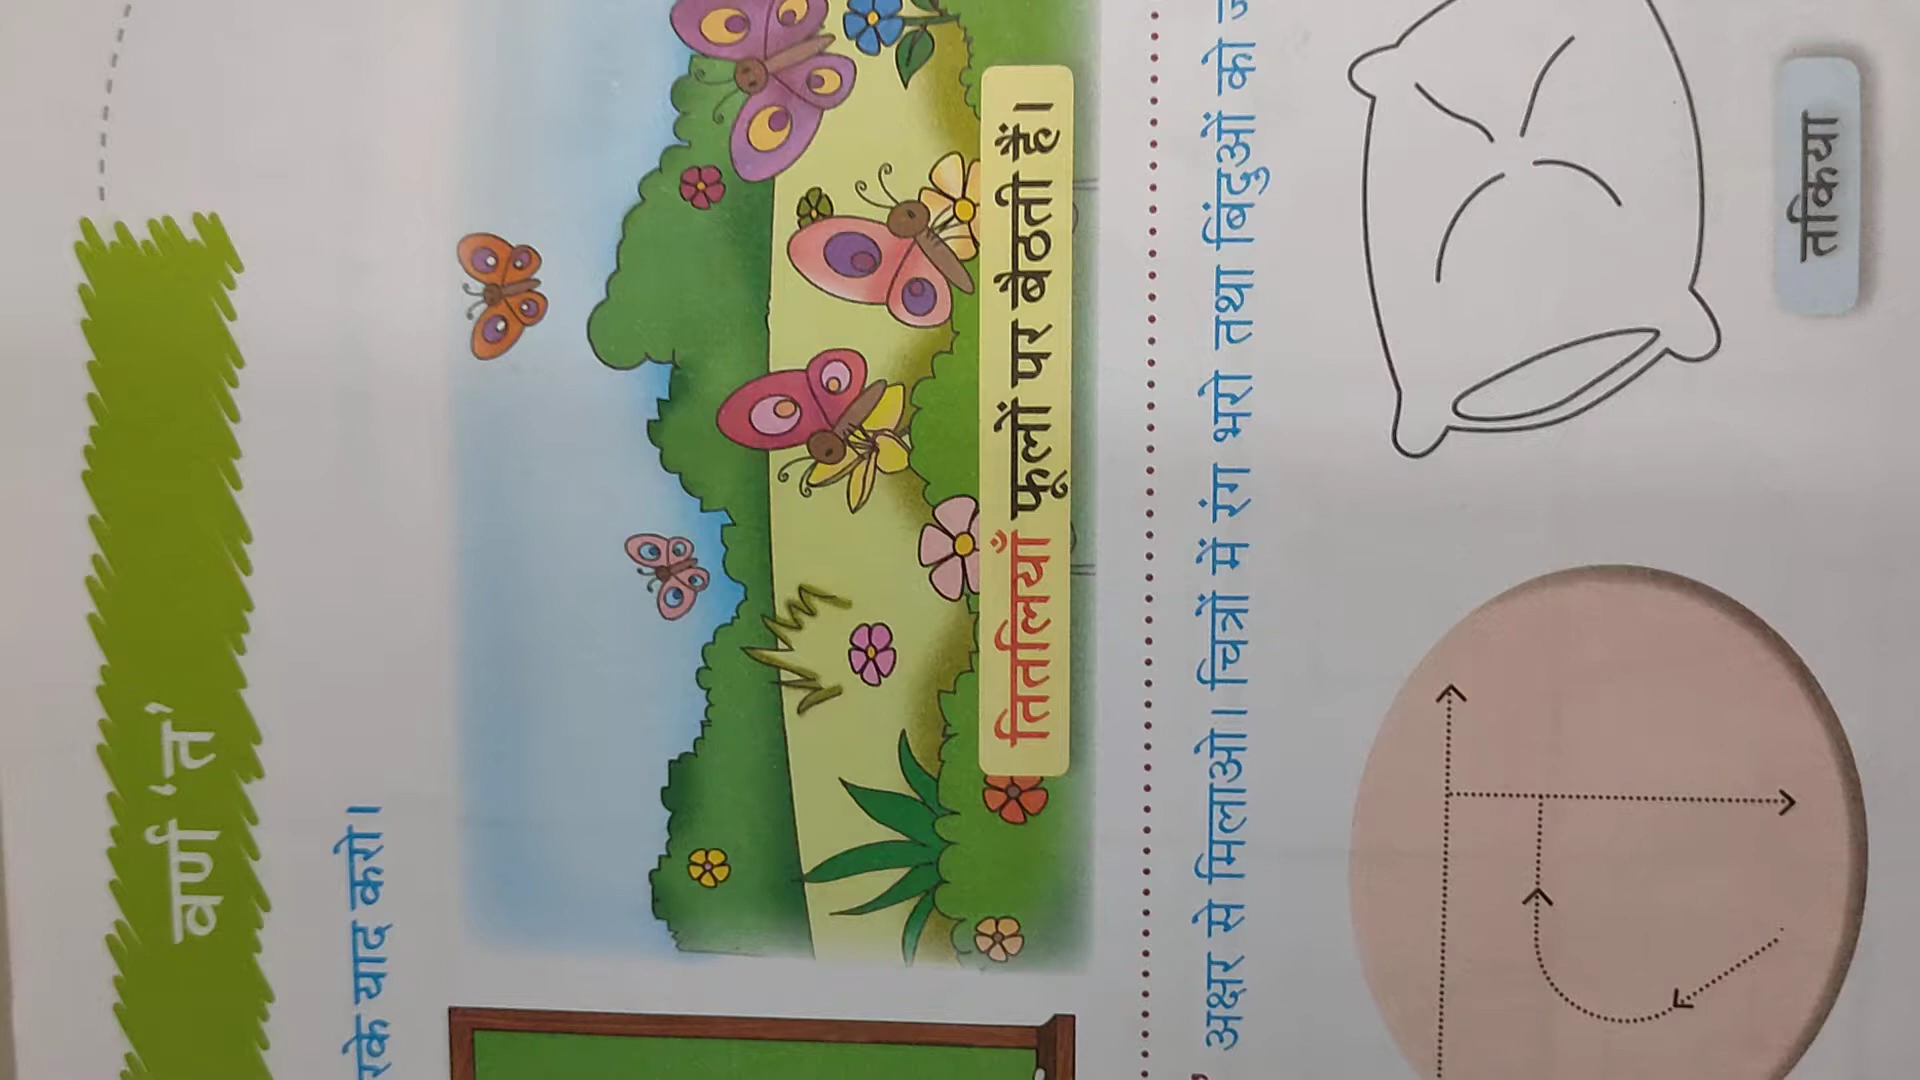 वर्ण ‘त’
रके याद करो।
तितलियाँ फूलों पर बैठती हैं।
अक्षर से मिलाओ। चित्रों में रंग भरो तथा बिंदुओं को
तकिया